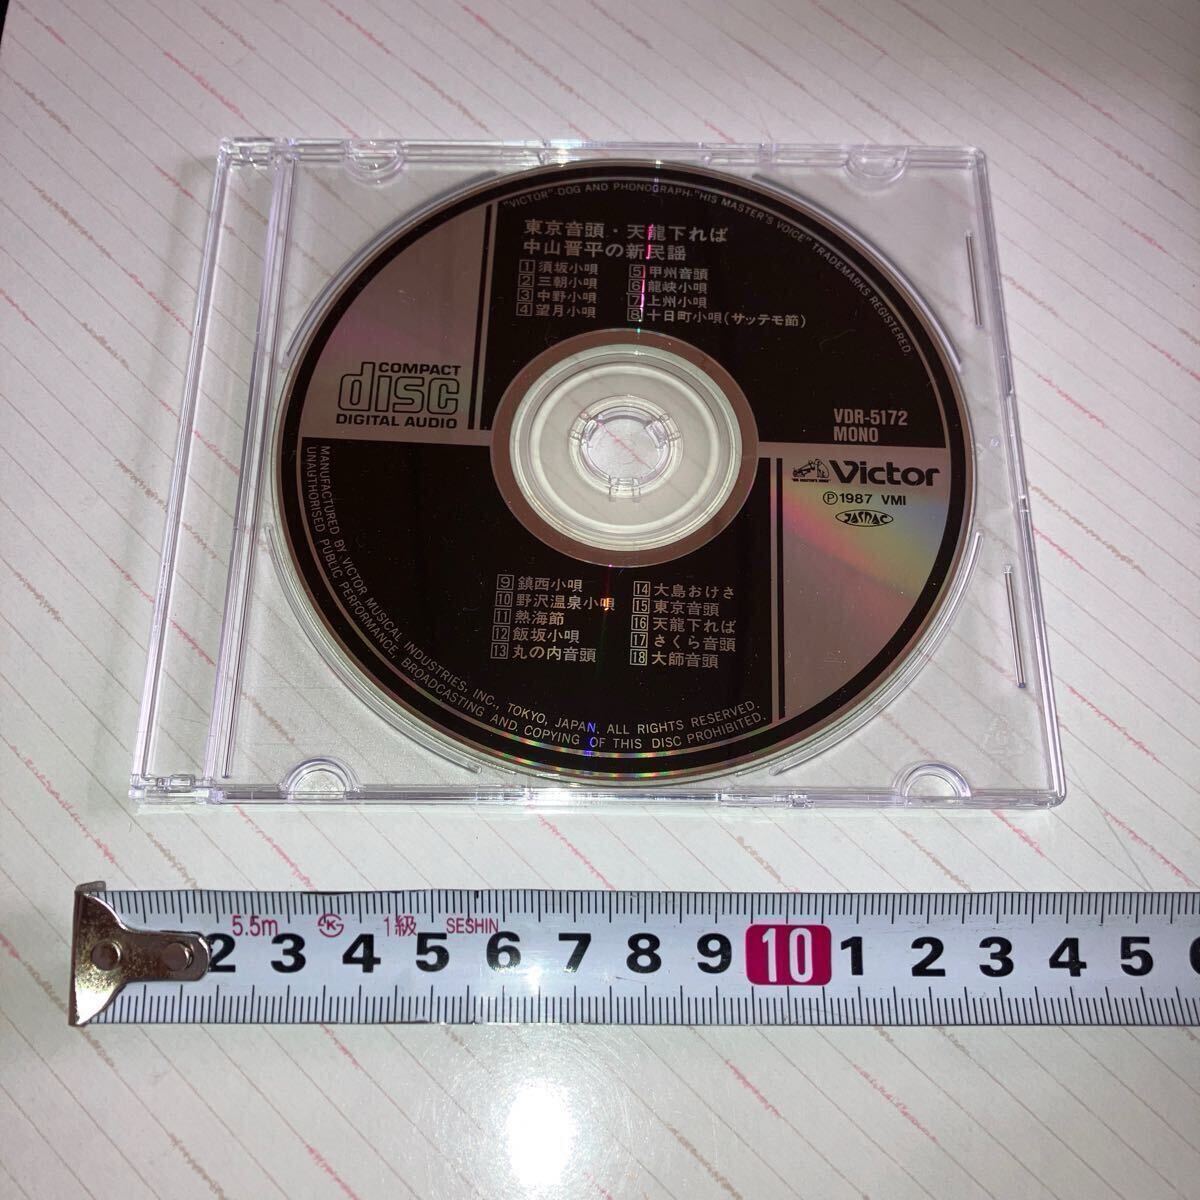 "VICTOR"-DOG AND PHONOGRAPH-"HIS MASTER'S VOICE" TRADEMARKS REGISTERED.
東京音頭・天龍下れば
中山晋平の新民謡
1 須坂小唄
2 三朝小唄
3 中野小唄
4 望月小唄
5 甲州音頭
6 龍峡小唄
7 上州小唄
8 十日町小唄(サッテモ節)
COMPACT
disc
DIGITAL AUDIO
VDR-5172
MONO
"HIS MASTER'S VOICE"
Victor
Ⓟ1987 VMI
JASRAC
9 鎮西小唄
10 野沢温泉小唄
11 熱海節
12 飯坂小唄
13 丸の内音頭
14 大島おけさ
15 東京音頭
16 天龍下れば
17 さくら音頭
18 大師音頭
MANUFACTURED BY VICTOR MUSICAL INDUSTRIES, INC., TOKYO, JAPAN. ALL RIGHTS RESERVED.
UNAUTHORISED PUBLIC PERFORMANCE, BROADCASTING AND COPYING OF THIS DISC PROHIBITED.
5.5m K 1級 SESHIN
2 3 4 5 6 7 8 9 10 1 2 3 4 5 6